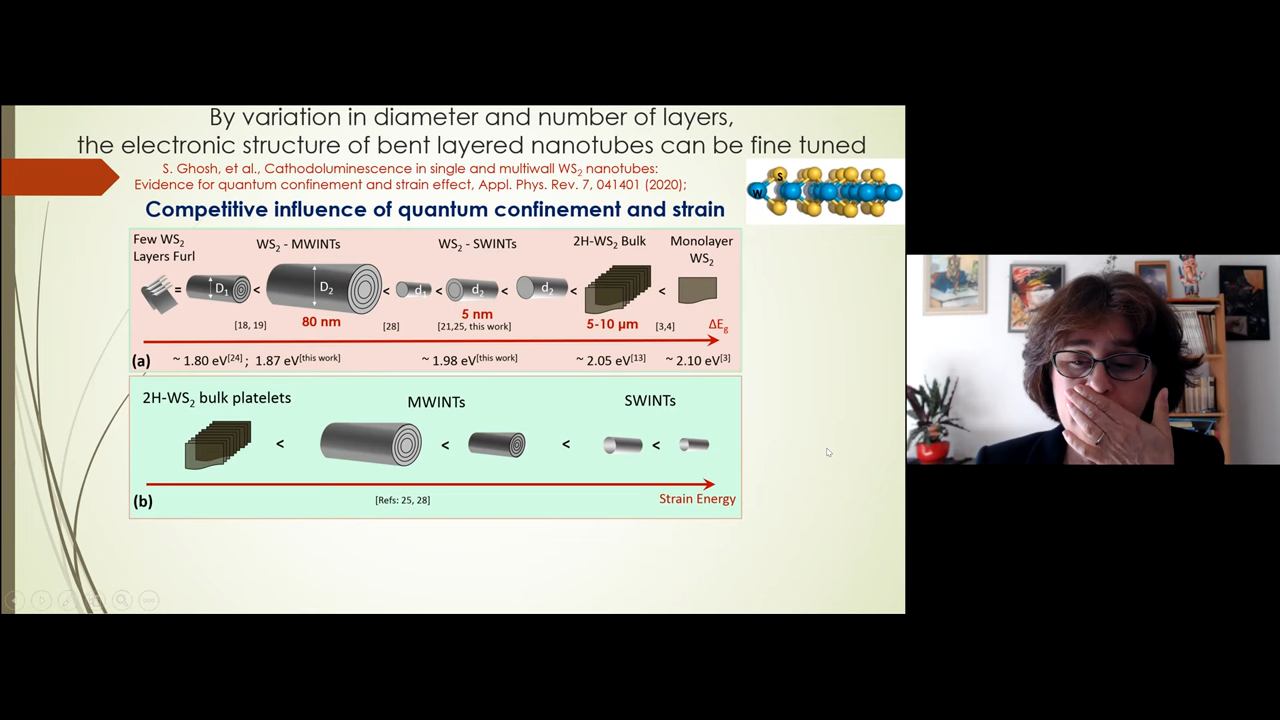 By variation in diameter and number of layers,
the electronic structure of bent layered nanotubes can be fine tuned
S. Ghosh, et al., Cathodoluminescence in single and multiwall WS₂ nanotubes:
Evidence for quantum confinement and strain effect, Appl. Phys. Rev. 7, 041401 (2020);
Competitive influence of quantum confinement and strain
W S
Few WS₂
Layers Furl
WS₂ - MWINTs
WS₂ - SWINTs
2H-WS₂ Bulk
Monolayer
WS₂
= D₁ < D₂ < d₁ < d₂ < d₂ < <
80 nm
5 nm
5-10 µm
[18, 19] [28] [21,25, this work] [3,4] ΔEg
(a) ~ 1.80 eV[24] ; 1.87 eV[this work] ~ 1.98 eV[this work] ~ 2.05 eV[13] ~ 2.10 eV[3]
2H-WS₂ bulk platelets
MWINTs
SWINTs
< < < <
(b) [Refs: 25, 28] Strain Energy